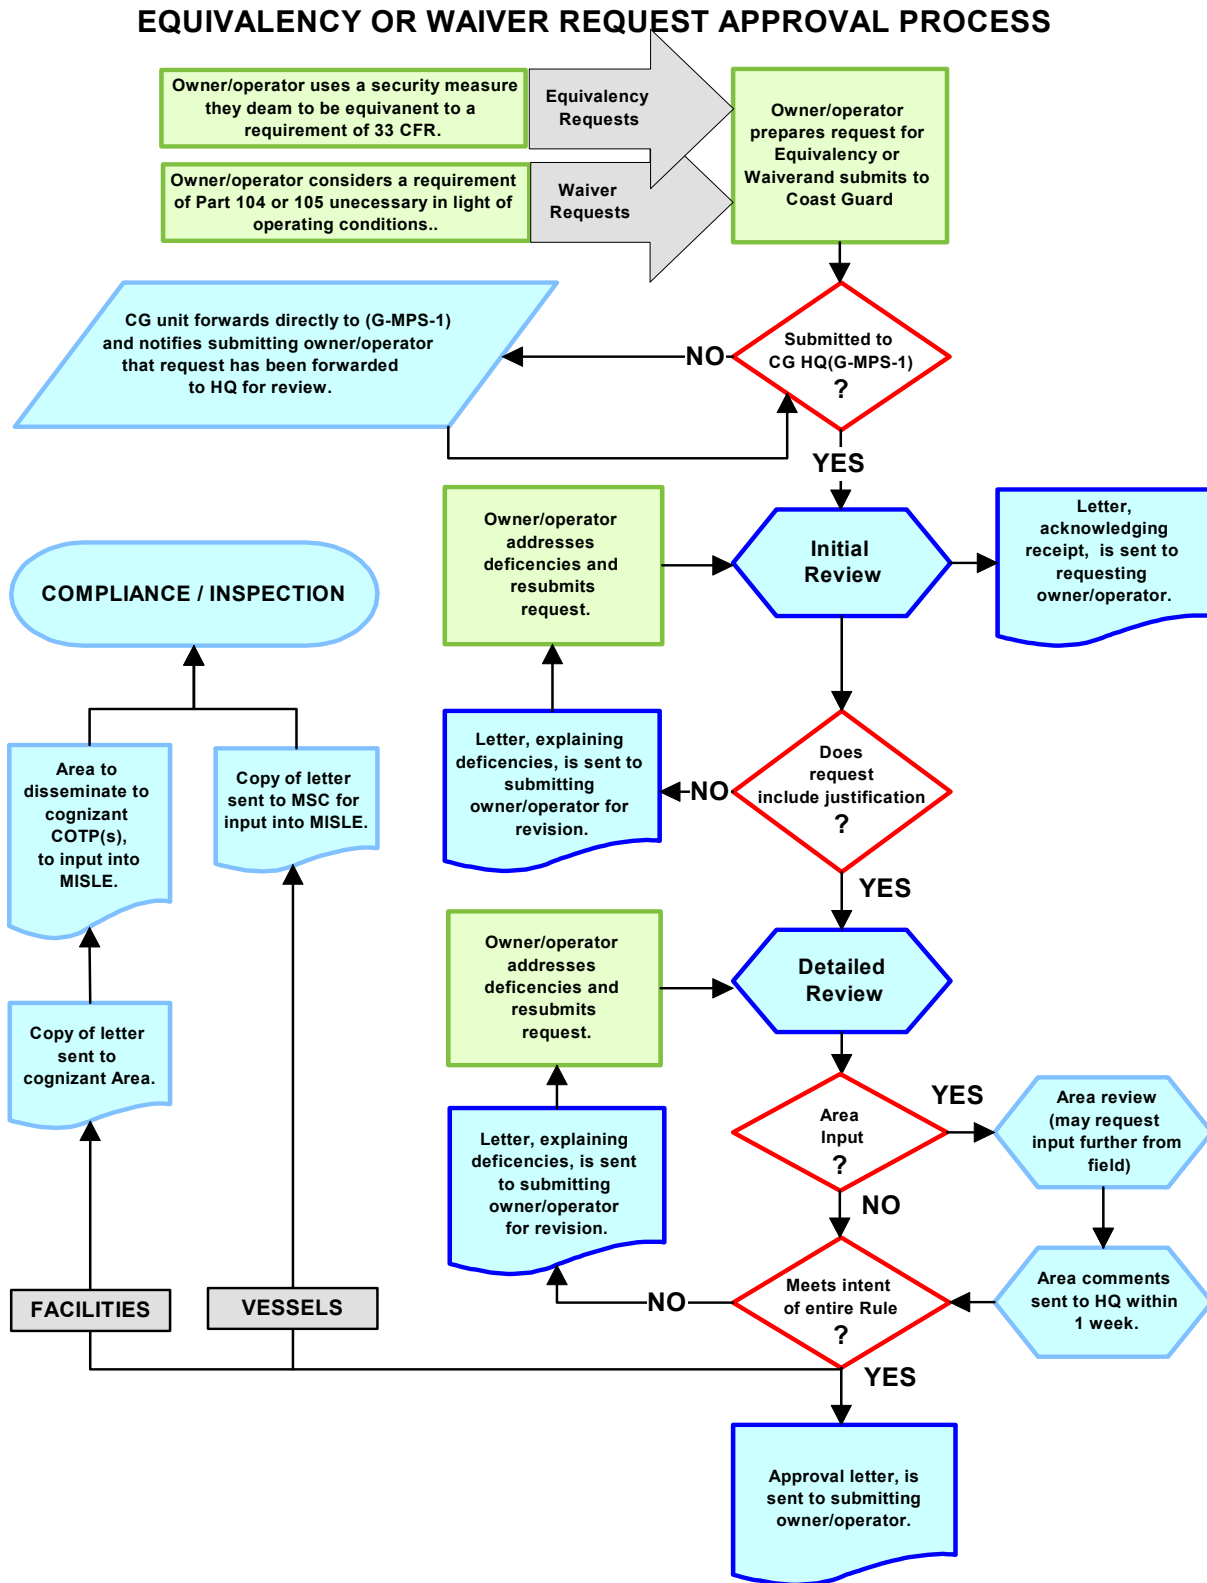 EQUIVALENCY OR WAIVER REQUEST APPROVAL PROCESS
Owner/operator uses a security measure
they deam to be equivanent to a
requirement of 33 CFR.
Equivalency
Requests
Owner/operator
prepares request for
Equivalency or
Waiverand submits to
Coast Guard
Owner/operator considers a requirement
of Part 104 or 105 unecessary in light of
operating conditions..
Waiver
Requests
CG unit forwards directly to (G-MPS-1)
and notifies submitting owner/operator
that request has been forwarded
to HQ for review.
NO
Submitted to
CG HQ(G-MPS-1)
?
YES
Owner/operator
addresses
deficencies and
resubmits
request.
Initial
Review
Letter,
acknowledging
receipt, is sent to
requesting
owner/operator.
COMPLIANCE / INSPECTION
Letter, explaining
deficencies, is sent to
submitting
owner/operator for
revision.
NO
Does
request
include justification
?
YES
Area to
disseminate to
cognizant
COTP(s),
to input into
MISLE.
Copy of letter
sent to MSC for
input into MISLE.
Owner/operator
addresses
deficencies and
resubmits
request.
Detailed
Review
Copy of letter
sent to
cognizant Area.
Area
Input
?
YES
Area review
(may request
input further from
field)
NO
Letter, explaining
deficencies, is sent
to submitting
owner/operator
for revision.
Area comments
sent to HQ within
1 week.
Meets intent
of entire Rule
?
NO
FACILITIES
VESSELS
YES
Approval letter, is
sent to submitting
owner/operator.